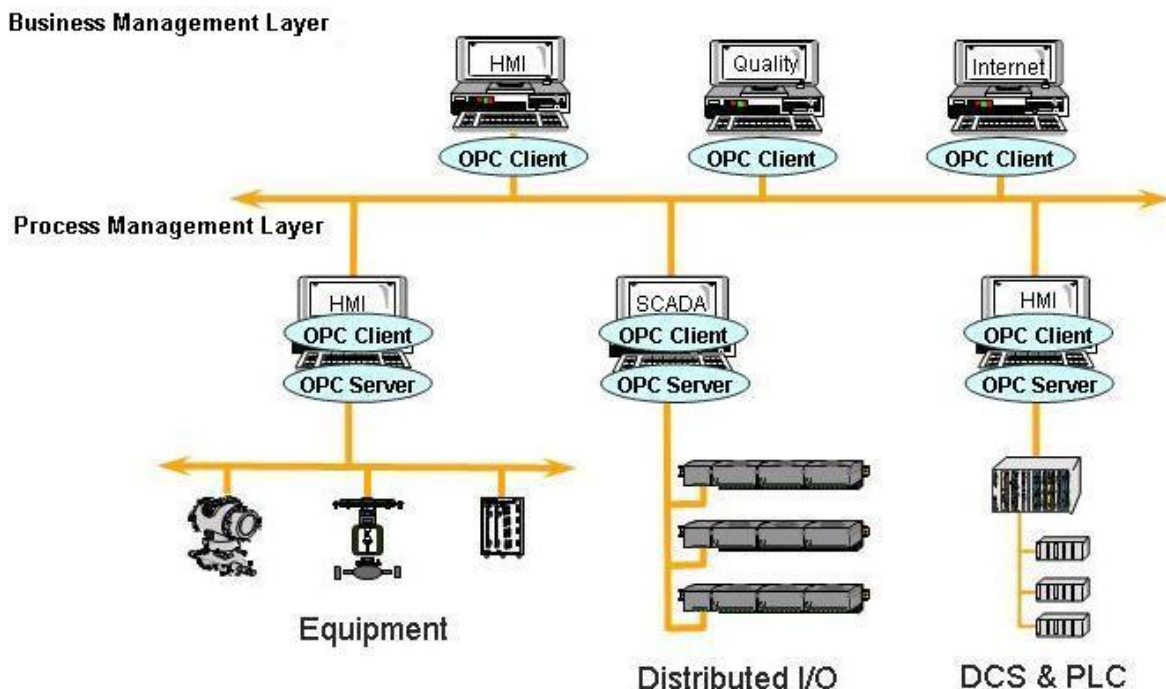 Business Management Layer
HMI
Quality
Internet
OPC Client
OPC Client
OPC Client
Process Management Layer
HMI
SCADA
HMI
OPC Client
OPC Client
OPC Client
OPC Server
OPC Server
OPC Server
Equipment
Distributed I/O
DCS & PLC